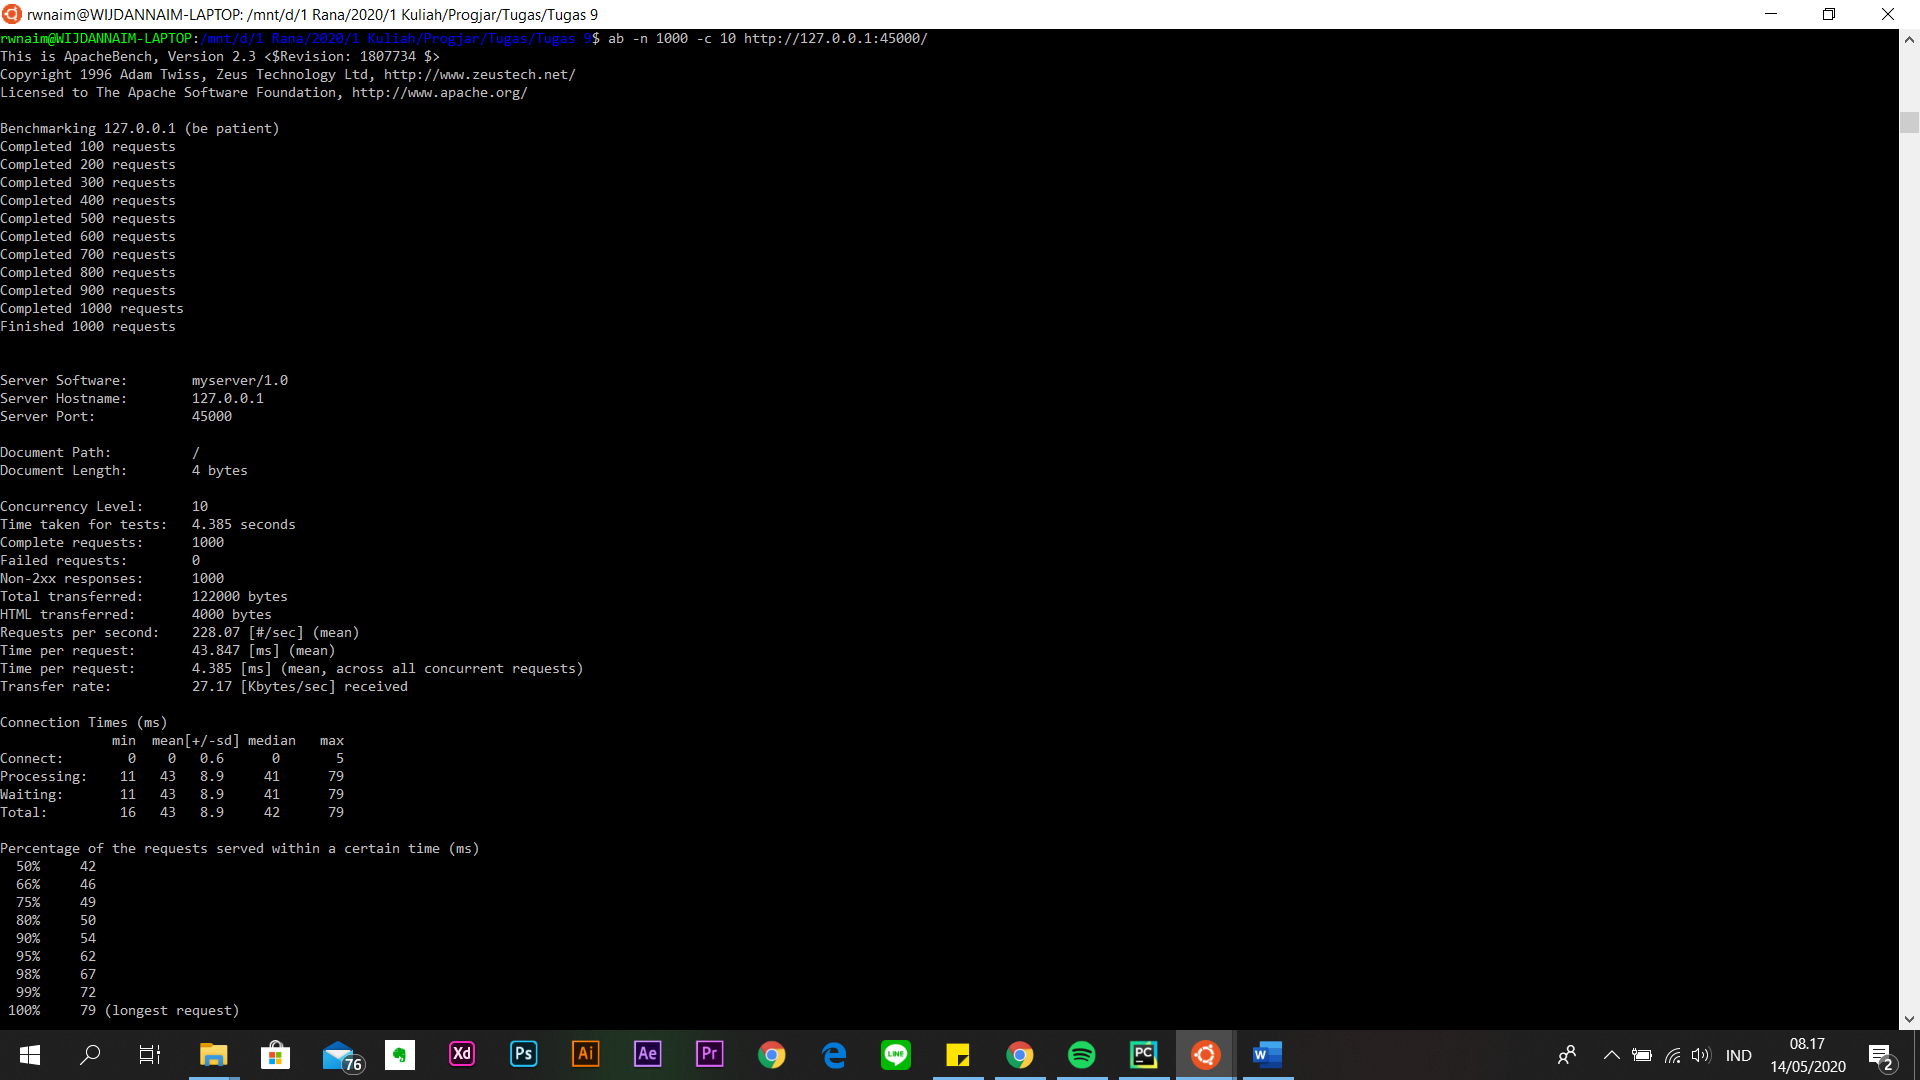 rwnaim@WIJDANNAIM-LAPTOP: /mnt/d/1 Rana/2020/1 Kuliah/Progjar/Tugas/Tugas 9
rwnaim@WIJDANNAIM-LAPTOP:/mnt/d/1 Rana/2020/1 Kuliah/Progjar/Tugas/Tugas 9$ ab -n 1000 -c 10 http://127.0.0.1:45000/
This is ApacheBench, Version 2.3 <$Revision: 1807734 $>
Copyright 1996 Adam Twiss, Zeus Technology Ltd, http://www.zeustech.net/
Licensed to The Apache Software Foundation, http://www.apache.org/

Benchmarking 127.0.0.1 (be patient)
Completed 100 requests
Completed 200 requests
Completed 300 requests
Completed 400 requests
Completed 500 requests
Completed 600 requests
Completed 700 requests
Completed 800 requests
Completed 900 requests
Completed 1000 requests
Finished 1000 requests

Server Software:        myserver/1.0
Server Hostname:        127.0.0.1
Server Port:            45000

Document Path:          /
Document Length:        4 bytes

Concurrency Level:      10
Time taken for tests:   4.385 seconds
Complete requests:      1000
Failed requests:        0
Non-2xx responses:      1000
Total transferred:      122000 bytes
HTML transferred:       4000 bytes
Requests per second:    228.07 [#/sec] (mean)
Time per request:       43.847 [ms] (mean)
Time per request:       4.385 [ms] (mean, across all concurrent requests)
Transfer rate:          27.17 [Kbytes/sec] received

Connection Times (ms)
              min  mean[+/-sd] median   max
Connect:        0    0   0.6      0       5
Processing:    11   43   8.9     41      79
Waiting:       11   43   8.9     41      79
Total:         16   43   8.9     42      79

Percentage of the requests served within a certain time (ms)
  50%     42
  66%     46
  75%     49
  80%     50
  90%     54
  95%     62
  98%     67
  99%     72
 100%     79 (longest request)
76 Xd Ps Ai Ae Pr LINE PC W IND 08.17
14/05/2020 2